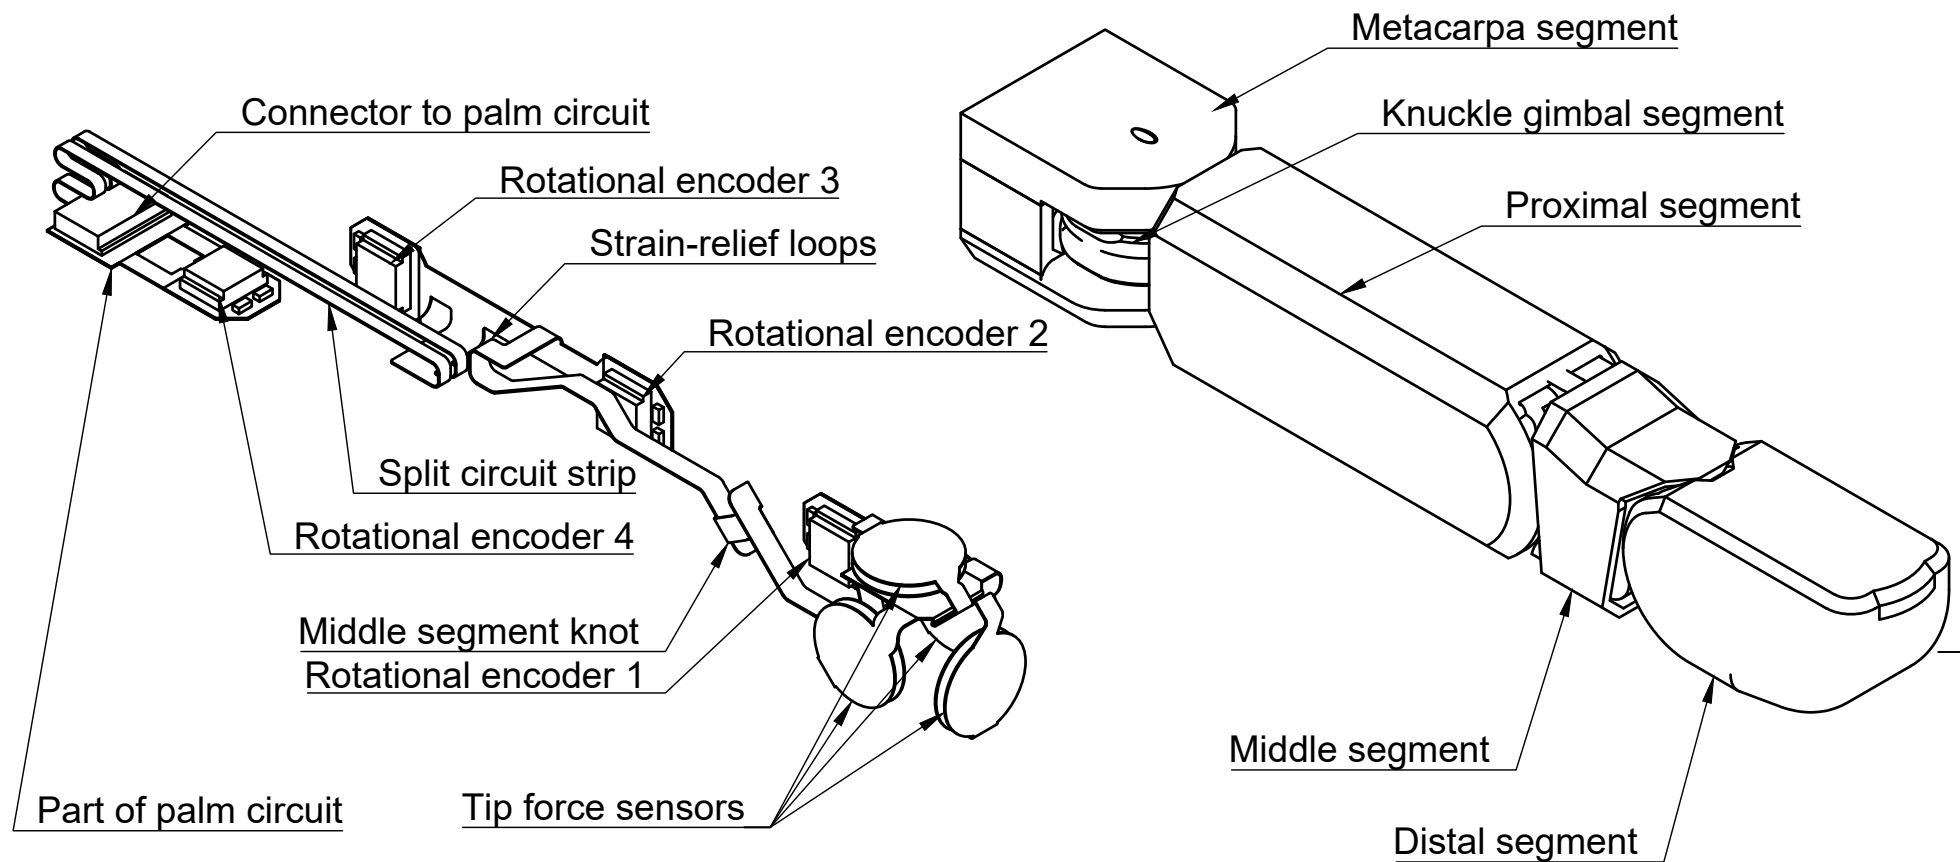 Metacarpa segment
Connector to palm circuit
Knuckle gimbal segment
Rotational encoder 3
Proximal segment
Strain-relief loops
Rotational encoder 2
Split circuit strip
Rotational encoder 4
Middle segment knot
Rotational encoder 1
Middle segment
Part of palm circuit
Tip force sensors
Distal segment